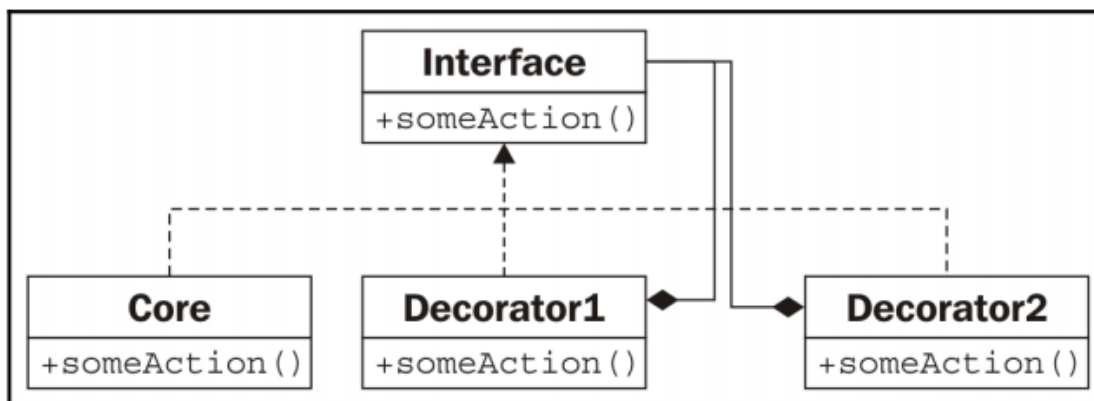 Interface
+someAction()
Core
+someAction()
Decorator1
+someAction()
Decorator2
+someAction()